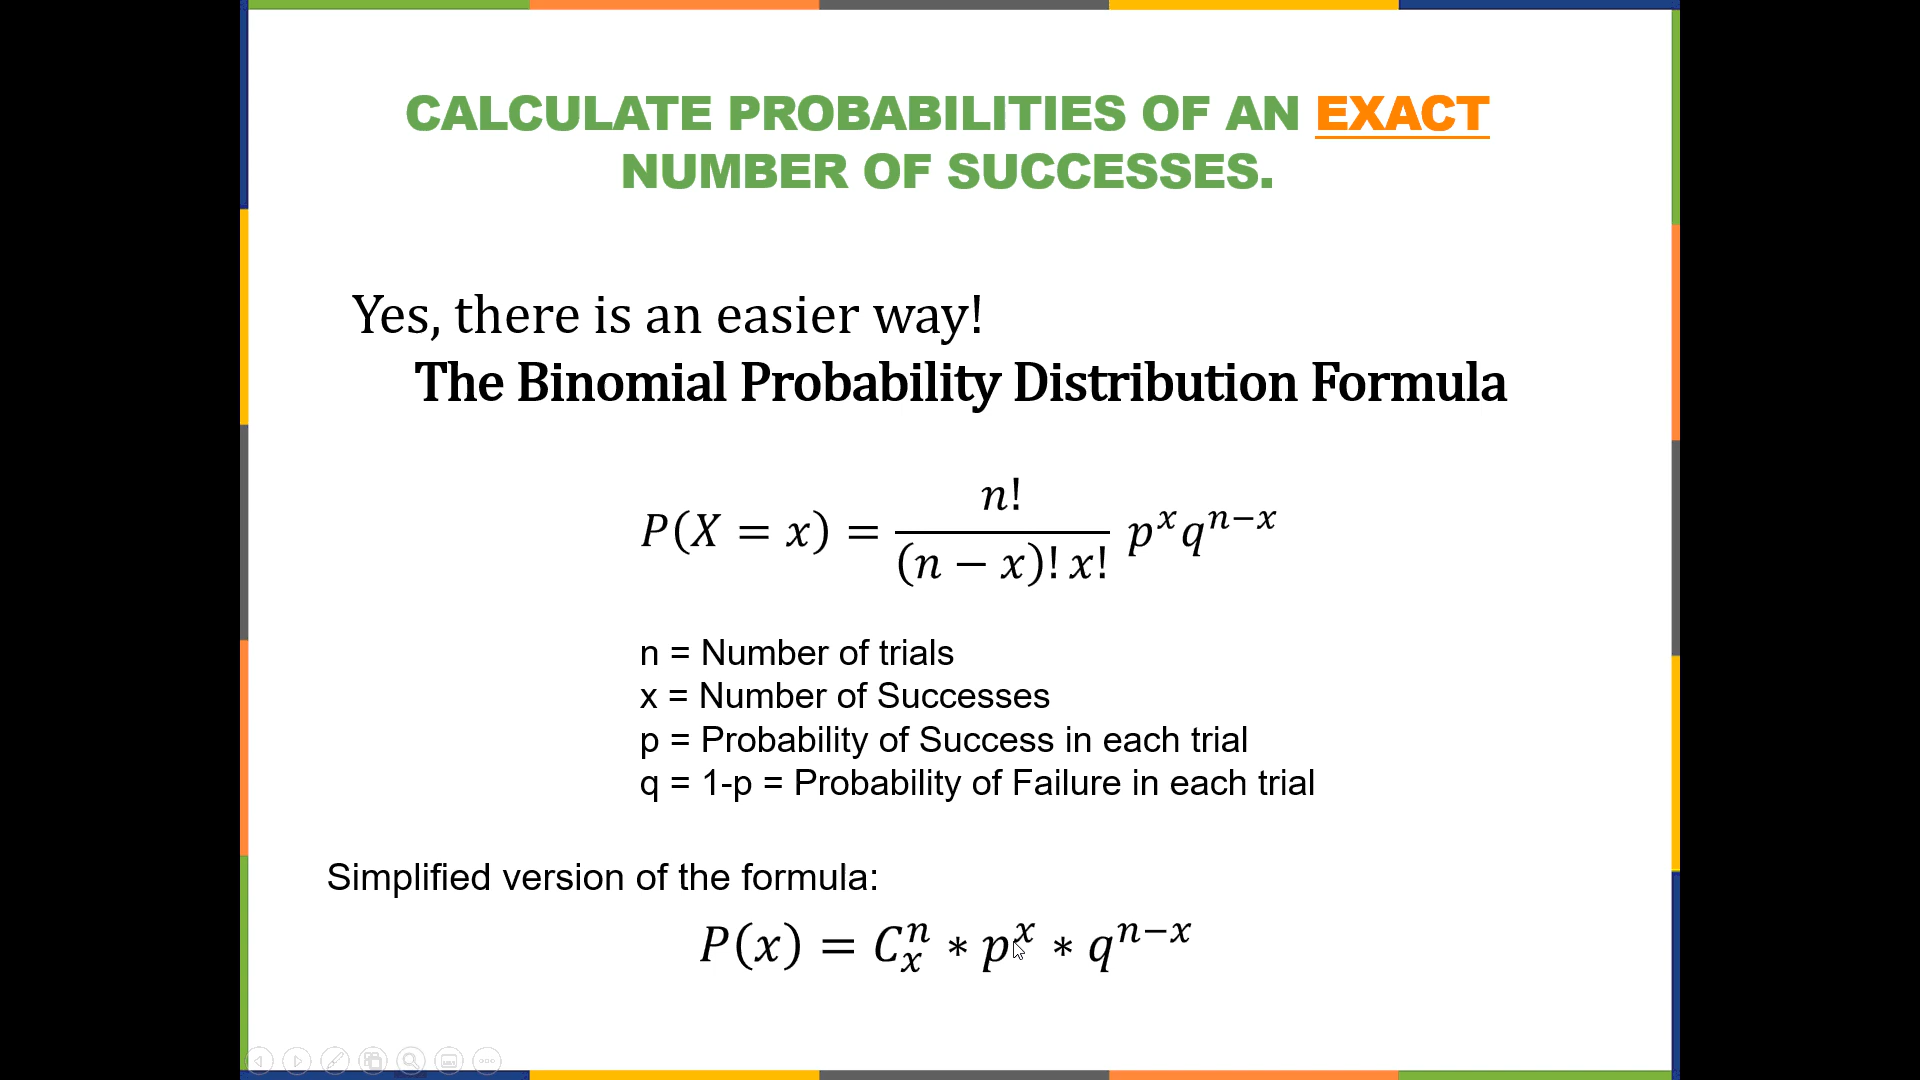 CALCULATE PROBABILITIES OF AN EXACT
NUMBER OF SUCCESSES.
Yes, there is an easier way!
The Binomial Probability Distribution Formula
P(X = x) = n! / (n − x)! x! p^x q^{n−x}
n = Number of trials
x = Number of Successes
p = Probability of Success in each trial
q = 1-p = Probability of Failure in each trial
Simplified version of the formula:
P(x) = C_x^n * p^x * q^{n−x}